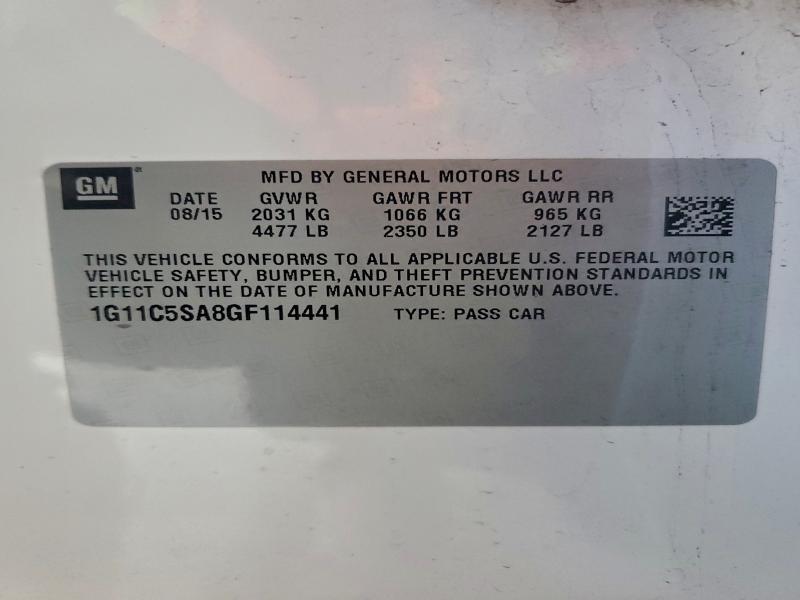 GM
MFD BY GENERAL MOTORS LLC
DATE GVWR GAWR FRT GAWR RR
08/15 2031 KG 1066 KG 965 KG
4477 LB 2350 LB 2127 LB
THIS VEHICLE CONFORMS TO ALL APPLICABLE U.S. FEDERAL MOTOR
VEHICLE SAFETY, BUMPER, AND THEFT PREVENTION STANDARDS IN
EFFECT ON THE DATE OF MANUFACTURE SHOWN ABOVE.
1G11C5SA8GF114441 TYPE: PASS CAR